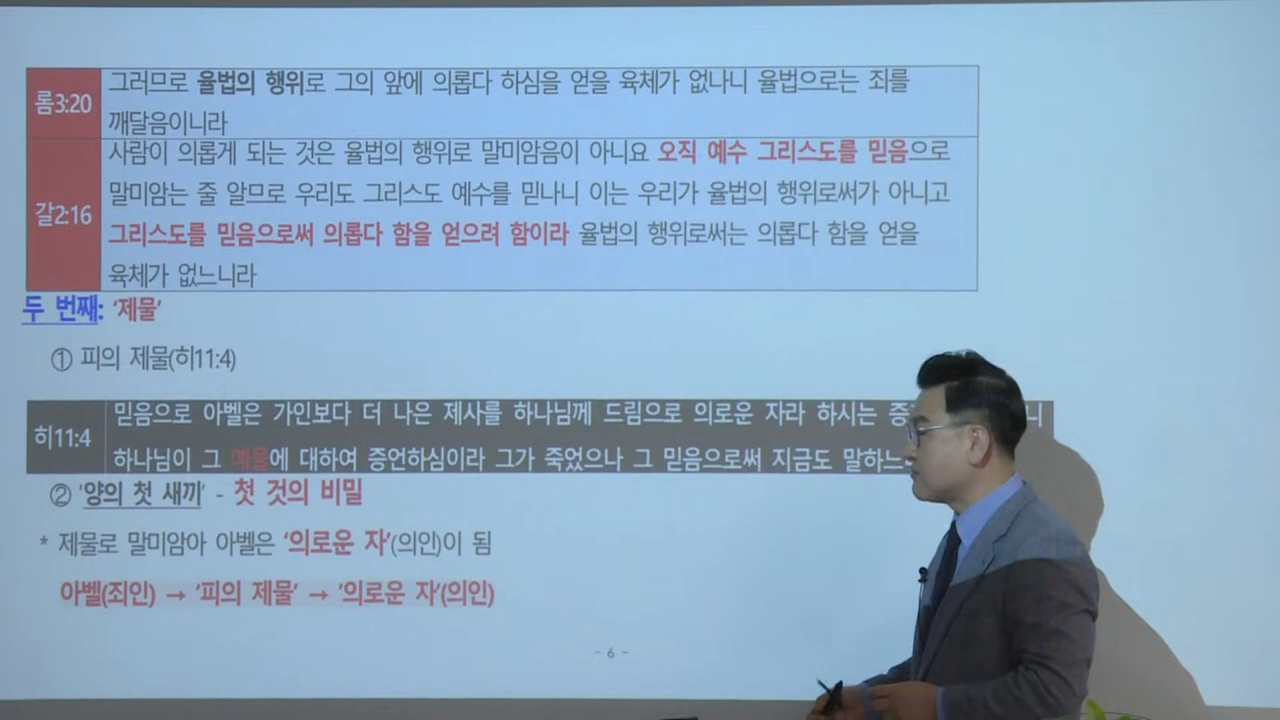 롬3:20
그러므로 율법의 행위로 그의 앞에 의롭다 하심을 얻을 육체가 없나니 율법으로는 죄를
깨달음이니라
갈2:16
사람이 의롭게 되는 것은 율법의 행위로 말미암음이 아니요 오직 예수 그리스도를 믿음으로
말미암는 줄 알므로 우리도 그리스도 예수를 믿나니 이는 우리가 율법의 행위로써가 아니고
그리스도를 믿음으로써 의롭다 함을 얻으려 함이라 율법의 행위로써는 의롭다 함을 얻을
육체가 없느니라
두 번째: '제물'
① 피의 제물(히11:4)
히11:4
믿음으로 아벨은 가인보다 더 나은 제사를 하나님께 드림으로 의로운 자라 하시는
하나님이 그 예물에 대하여 증언하심이라 그가 죽었으나 그 믿음으로써 지금도
② '양의 첫 새끼' - 첫 것의 비밀
* 제물로 말미암아 아벨은 '의로운 자'(의인)이 됨
아벨(죄인) → '피의 제물' → '의로운 자'(의인)
- 6 -